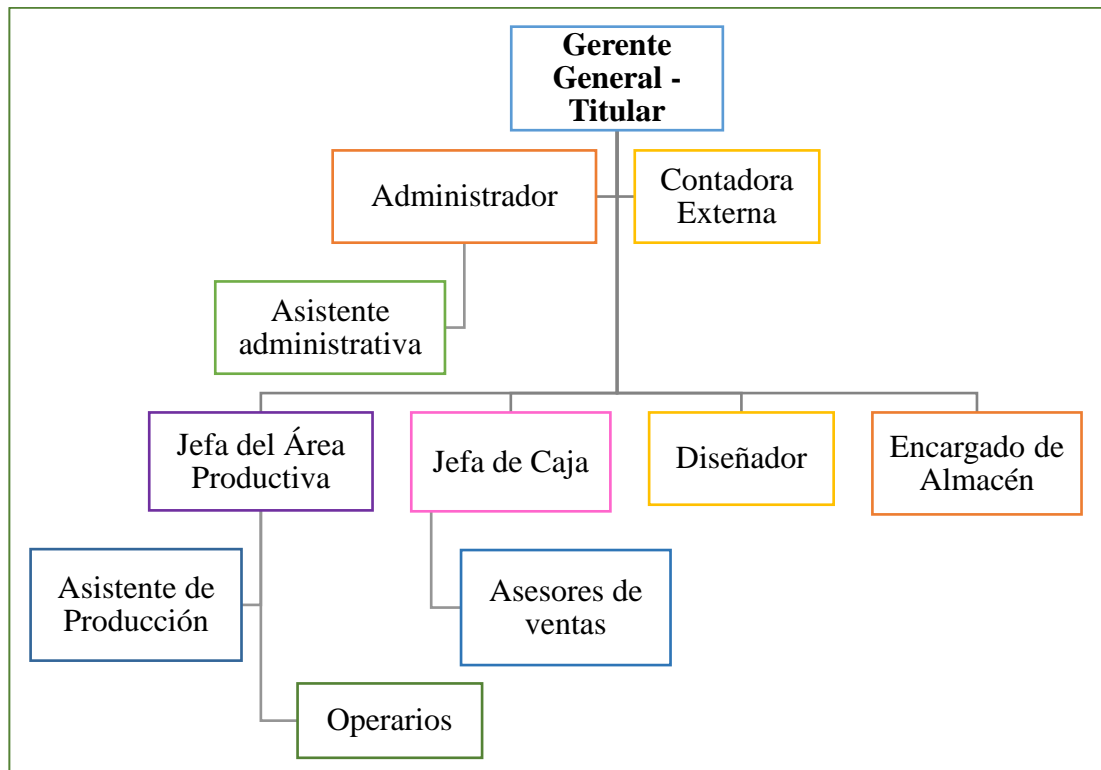 Gerente
General -
Titular
Administrador
Contadora
Externa
Asistente
administrativa
Jefa del Área
Productiva
Jefa de Caja
Diseñador
Encargado de
Almacén
Asistente de
Producción
Asesores de
ventas
Operarios